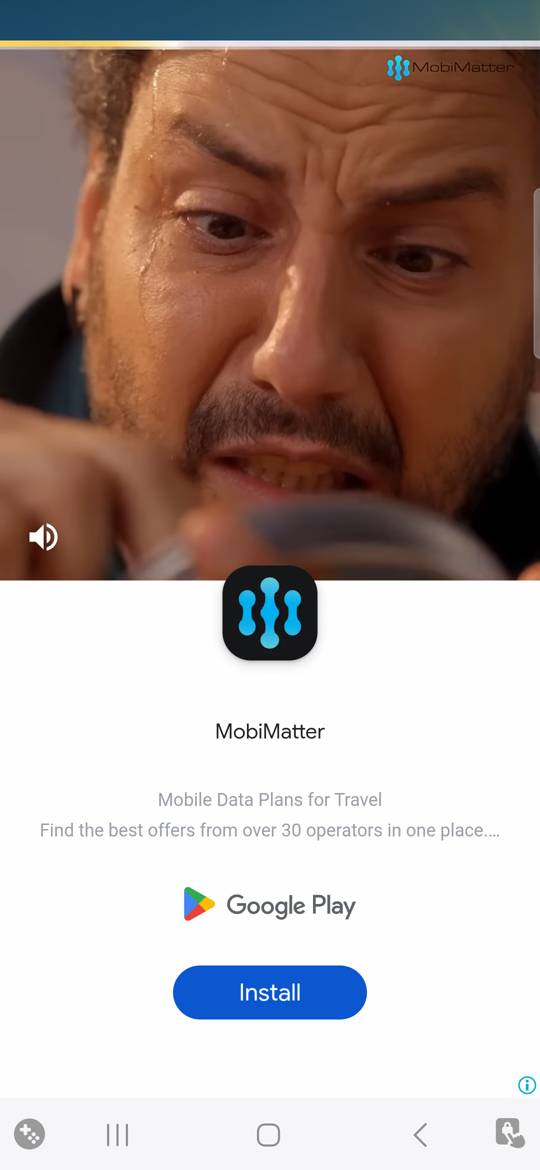 MobiMatter
MobiMatter
Mobile Data Plans for Travel
Find the best offers from over 30 operators in one place....
Google Play
Install